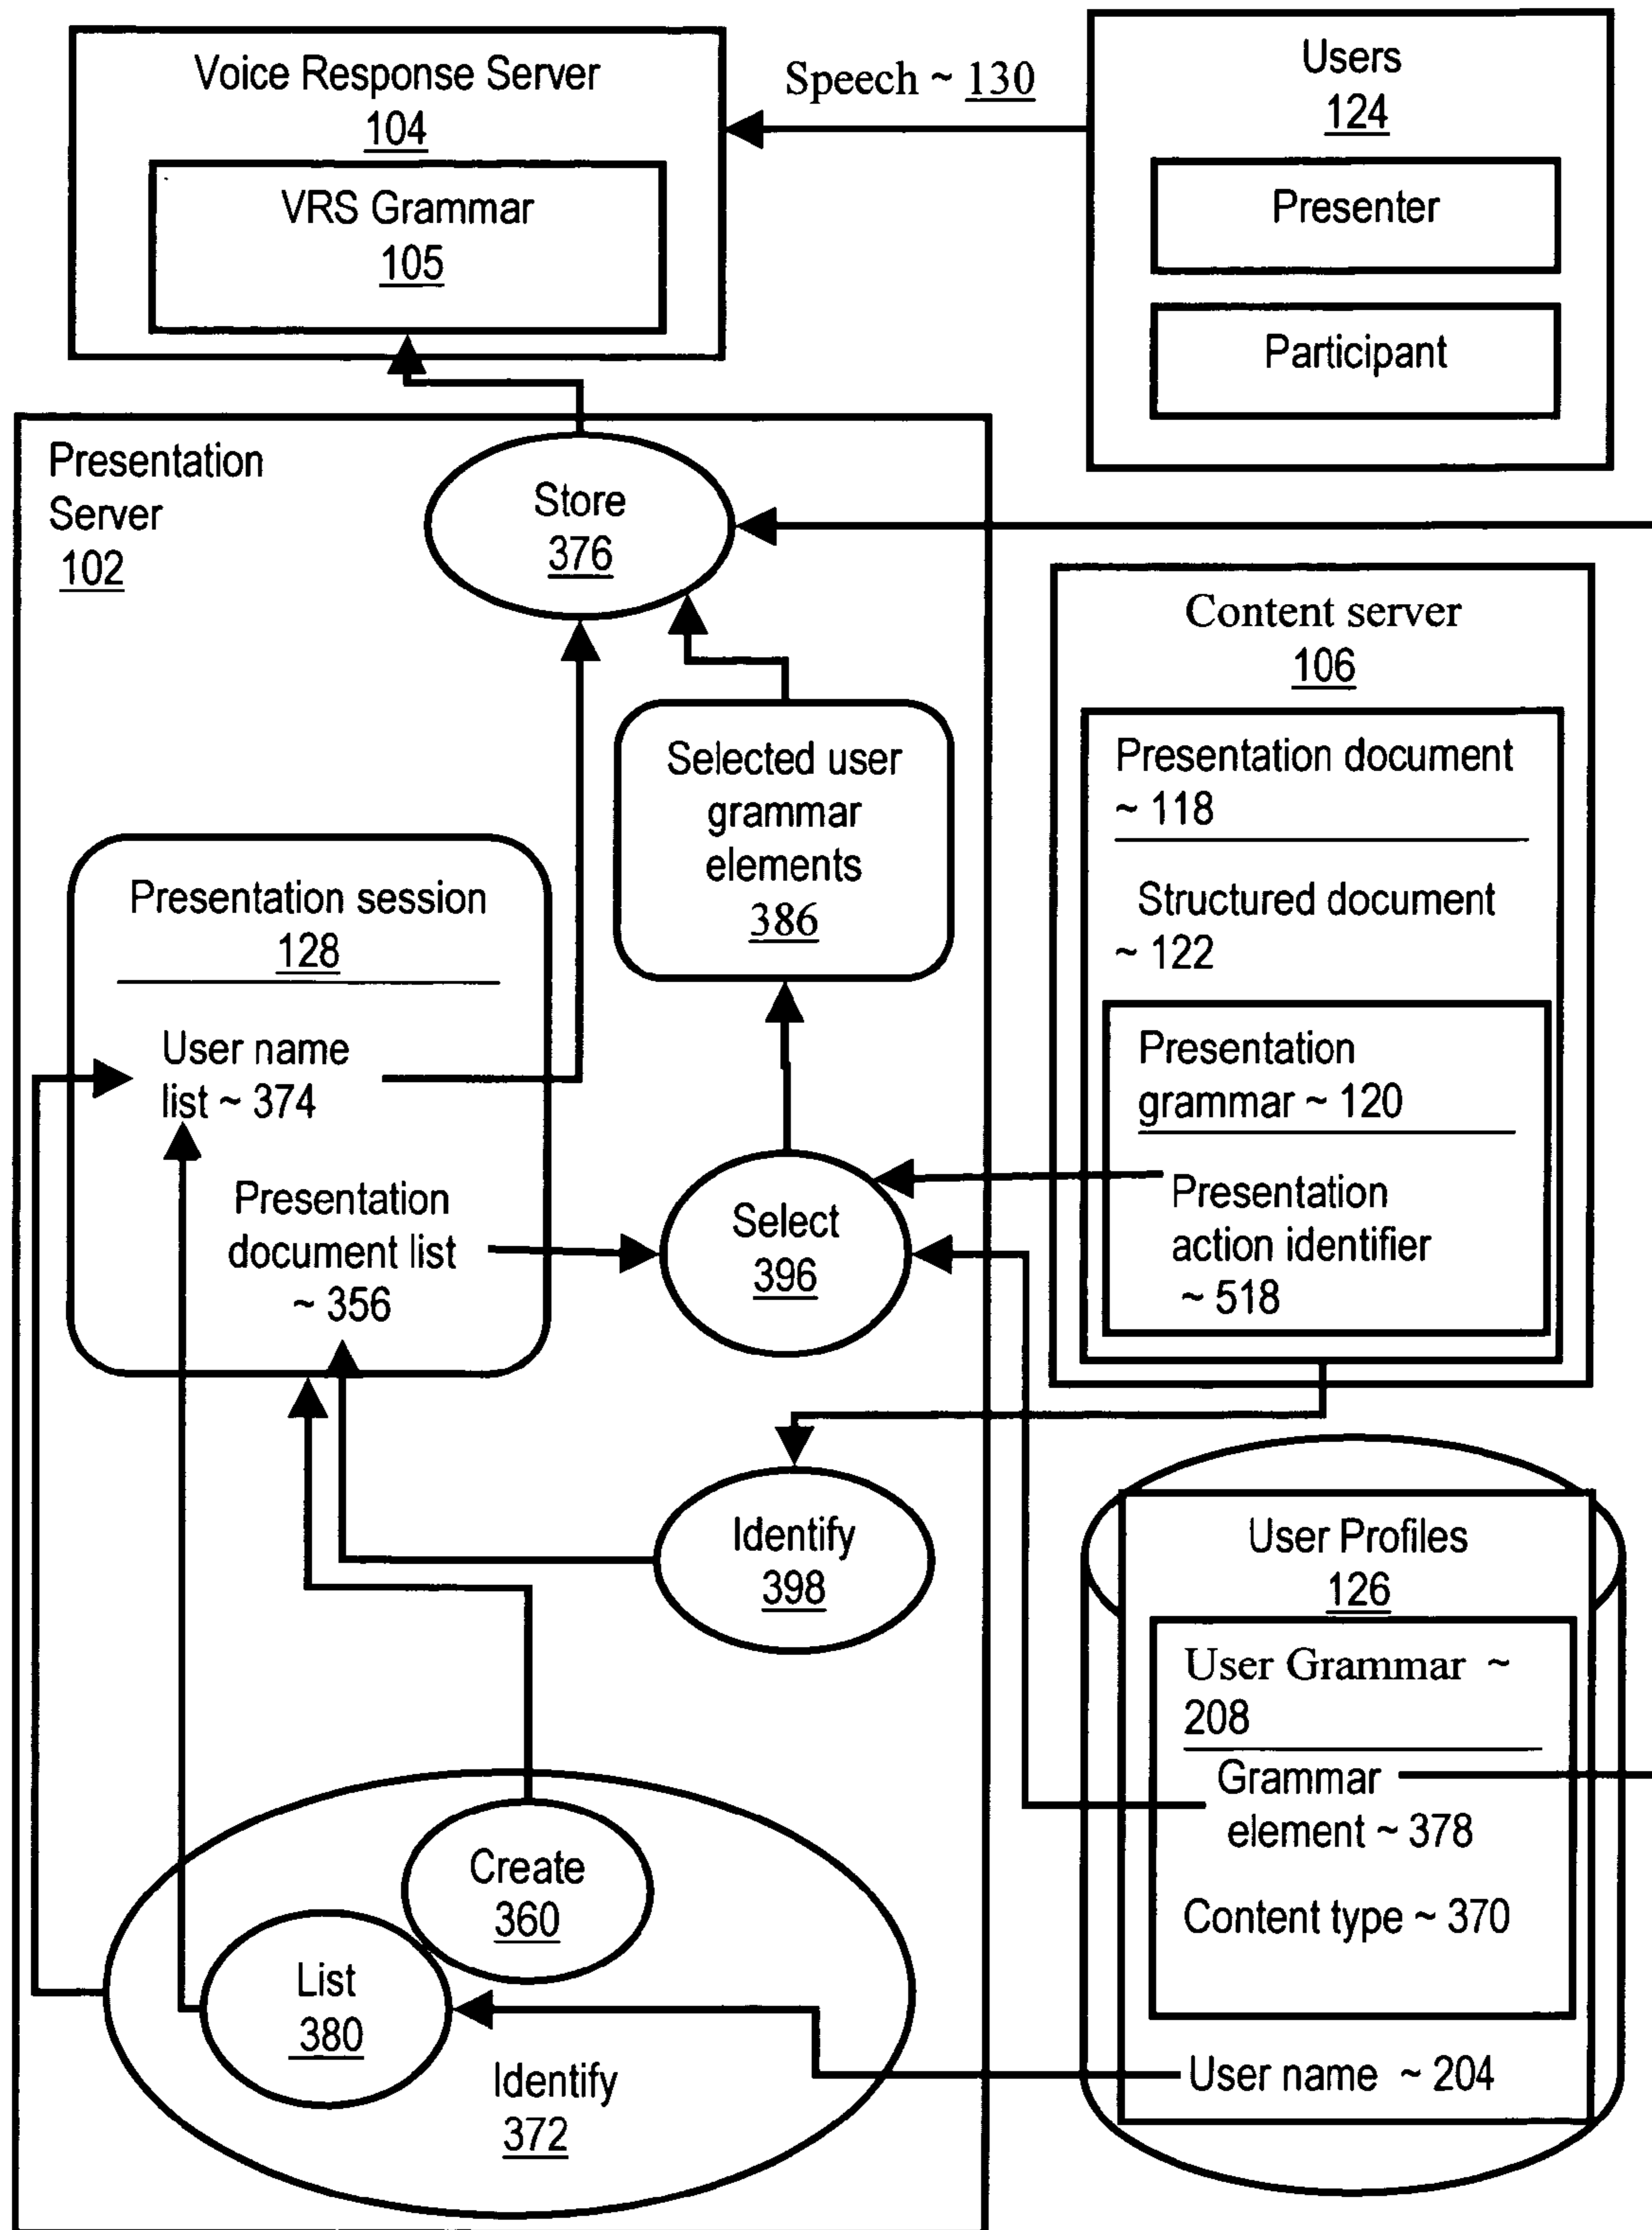 Voice Response Server
104
VRS Grammar
105
Speech ~ 130
Users
124
Presenter
Participant
Presentation
Server
102
Store
376
Selected user
grammar
elements
386
Presentation session
128
User name
list ~ 374
Presentation
document list
~ 356
Select
396
Identify
398
Create
360
List
380
Identify
372
Content server
106
Presentation document
~ 118
Structured document
~ 122
Presentation
grammar ~ 120
Presentation
action identifier
~ 518
User Profiles
126
User Grammar ~
208
Grammar
element ~ 378
Content type ~ 370
User name ~ 204